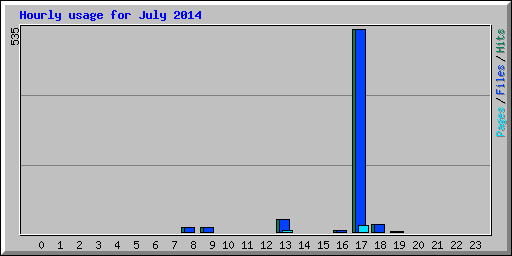 Hourly usage for July 2014
535
Pages/Files/Hits
0 1 2 3 4 5 6 7 8 9 10 11 12 13 14 15 16 17 18 19 20 21 22 23